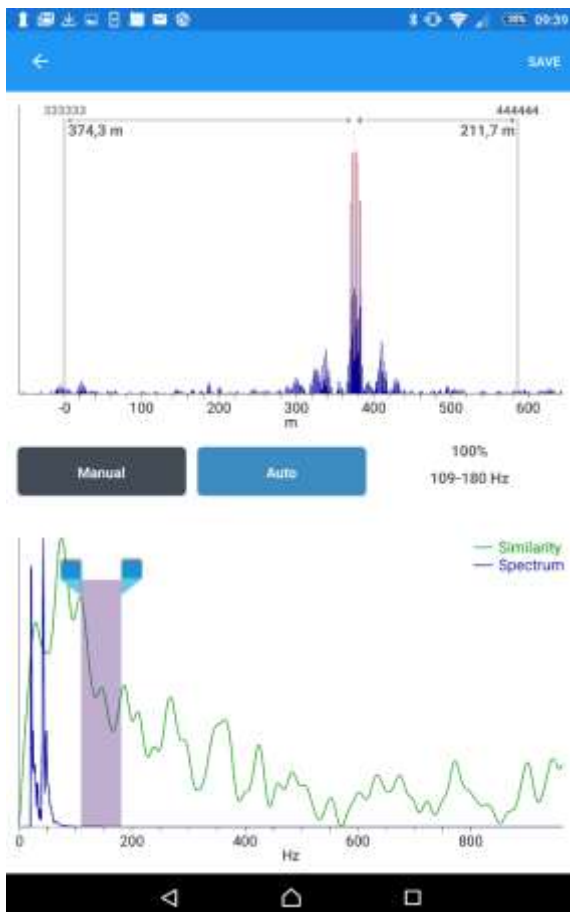 09:39
SAVE
333333 444444
374,3 m 211,7 m
-0 100 200 300 400 500 600
m
Manual Auto 100%
109-180 Hz
Similarity
Spectrum
0 200 400 600 800
Hz